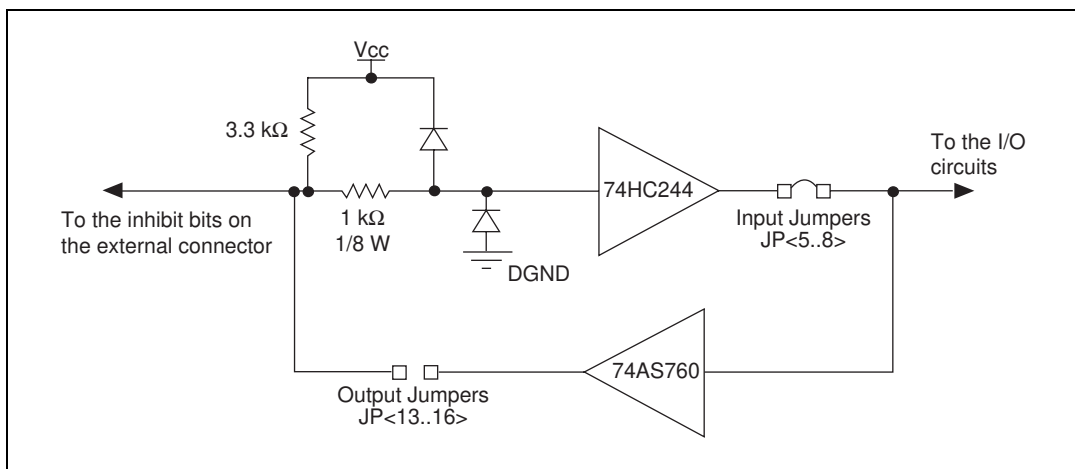 Vcc
3.3 kΩ
74HC244
To the I/O
circuits
To the inhibit bits on
the external connector
1 kΩ
1/8 W
Input Jumpers
JP<5..8>
DGND
74AS760
Output Jumpers
JP<13..16>